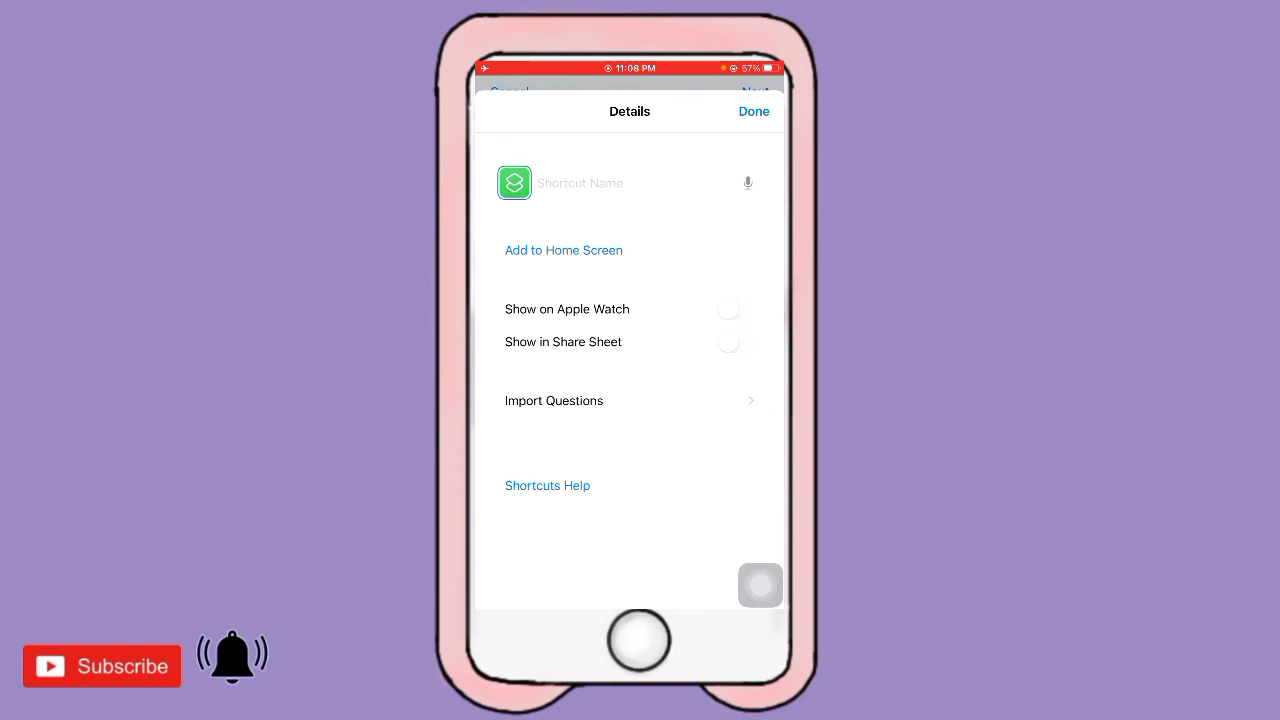 11:08 PM
57%
Details
Done
Shortcut Name
Add to Home Screen
Show on Apple Watch
Show in Share Sheet
Import Questions
Shortcuts Help
Subscribe